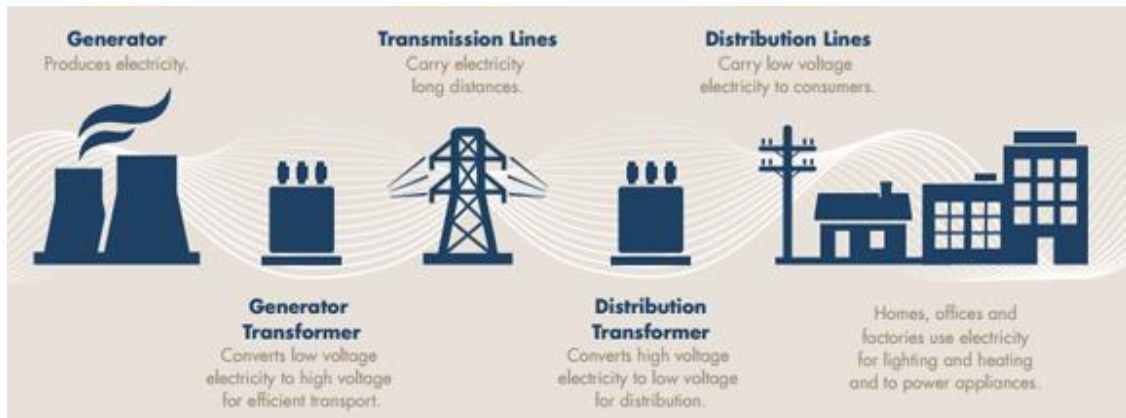 Generator
Produces electricity.
Transmission Lines
Carry electricity
long distances.
Distribution Lines
Carry low voltage
electricity to consumers.
Generator
Transformer
Converts low voltage
electricity to high voltage
for efficient transport.
Distribution
Transformer
Converts high voltage
electricity to low voltage
for distribution.
Homes, offices and
factories use electricity
for lighting and heating
and to power appliances.